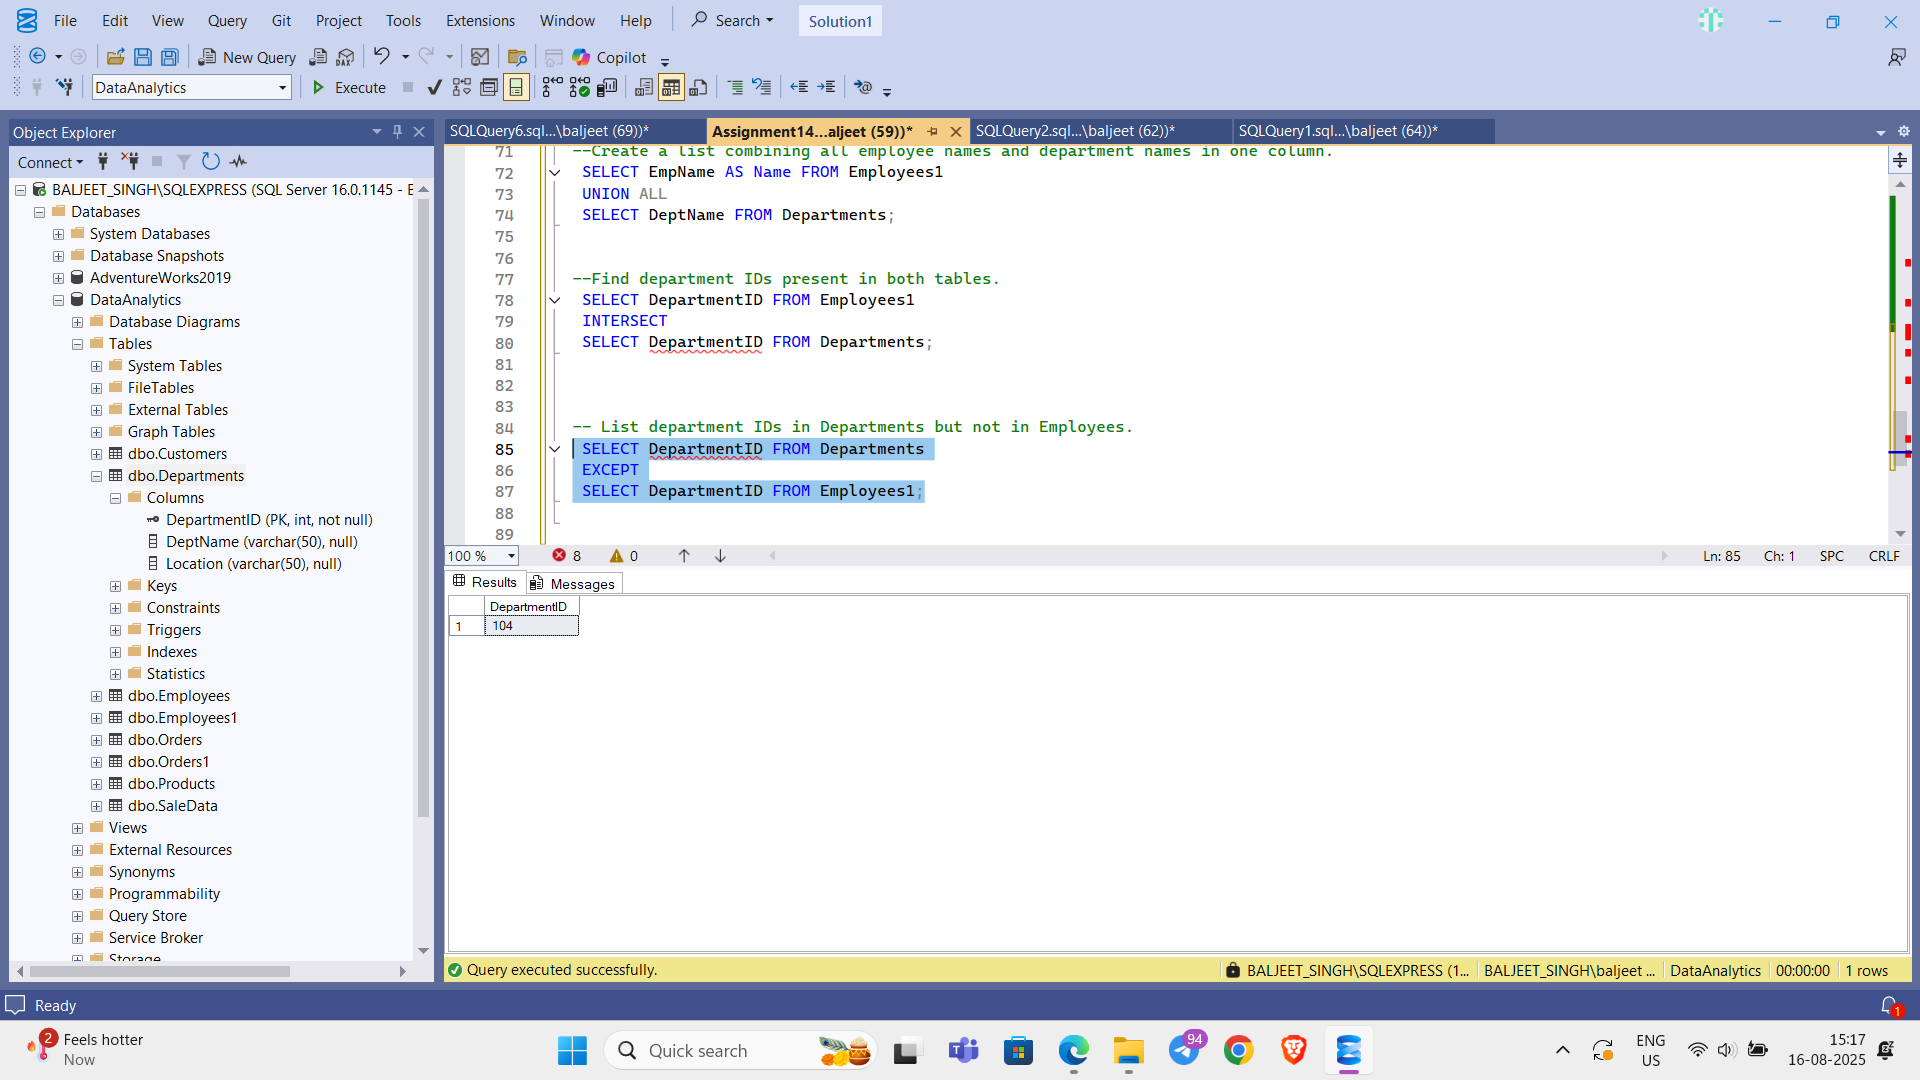 File Edit View Query Git Project Tools Extensions Window Help Search Solution1
New Query DAX Copilot
DataAnalytics Execute
Object Explorer
Connect
BALJEET_SINGH\SQLEXPRESS (SQL Server 16.0.1145 -
Databases
System Databases
Database Snapshots
AdventureWorks2019
DataAnalytics
Database Diagrams
Tables
System Tables
FileTables
External Tables
Graph Tables
dbo.Customers
dbo.Departments
Columns
DepartmentID (PK, int, not null)
DeptName (varchar(50), null)
Location (varchar(50), null)
Keys
Constraints
Triggers
Indexes
Statistics
dbo.Employees
dbo.Employees1
dbo.Orders
dbo.Orders1
dbo.Products
dbo.SaleData
Views
External Resources
Synonyms
Programmability
Query Store
Service Broker
Storage
SQLQuery6.sql...\baljeet (69))* Assignment14...aljeet (59))* SQLQuery2.sql...\baljeet (62))* SQLQuery1.sql...\baljeet (64))*
71 --Create a list combining all employee names and department names in one column.
72 SELECT EmpName AS Name FROM Employees1
73 UNION ALL
74 SELECT DeptName FROM Departments;
75
76
77 --Find department IDs present in both tables.
78 SELECT DepartmentID FROM Employees1
79 INTERSECT
80 SELECT DepartmentID FROM Departments;
81
82
83
84 -- List department IDs in Departments but not in Employees.
85 SELECT DepartmentID FROM Departments
86 EXCEPT
87 SELECT DepartmentID FROM Employees1;
88
89
100 % 8 0 Ln: 85 Ch: 1 SPC CRLF
Results Messages
DepartmentID
1 104
Query executed successfully. BALJEET_SINGH\SQLEXPRESS (1... BALJEET_SINGH\baljeet ... DataAnalytics 00:00:00 1 rows
Ready 1
2 Feels hotter
Now
Quick search
94
ENG
US
15:17
16-08-2025